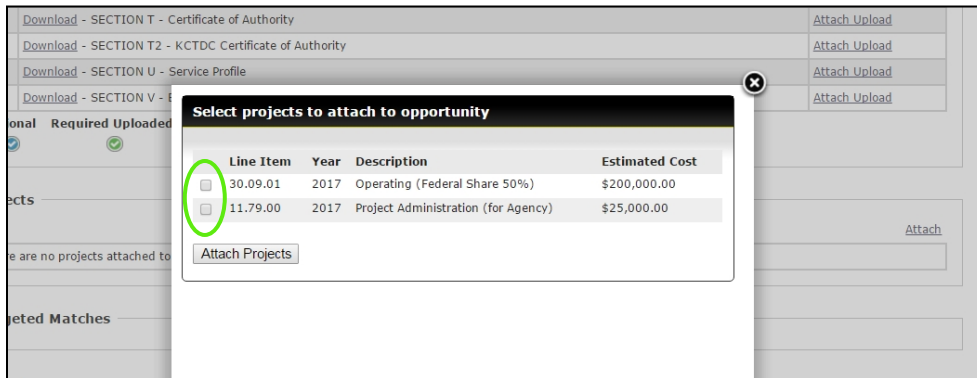 Download - SECTION T - Certificate of Authority Attach Upload
Download - SECTION T2 - KCTDC Certificate of Authority Attach Upload
Download - SECTION U - Service Profile Attach Upload
Download - SECTION V - Attach Upload
onal Required Uploaded
Select projects to attach to opportunity
Line Item Year Description Estimated Cost
30.09.01 2017 Operating (Federal Share 50%) $200,000.00
11.79.00 2017 Project Administration (for Agency) $25,000.00
Attach Projects
ects
Attach
re are no projects attached to
geted Matches